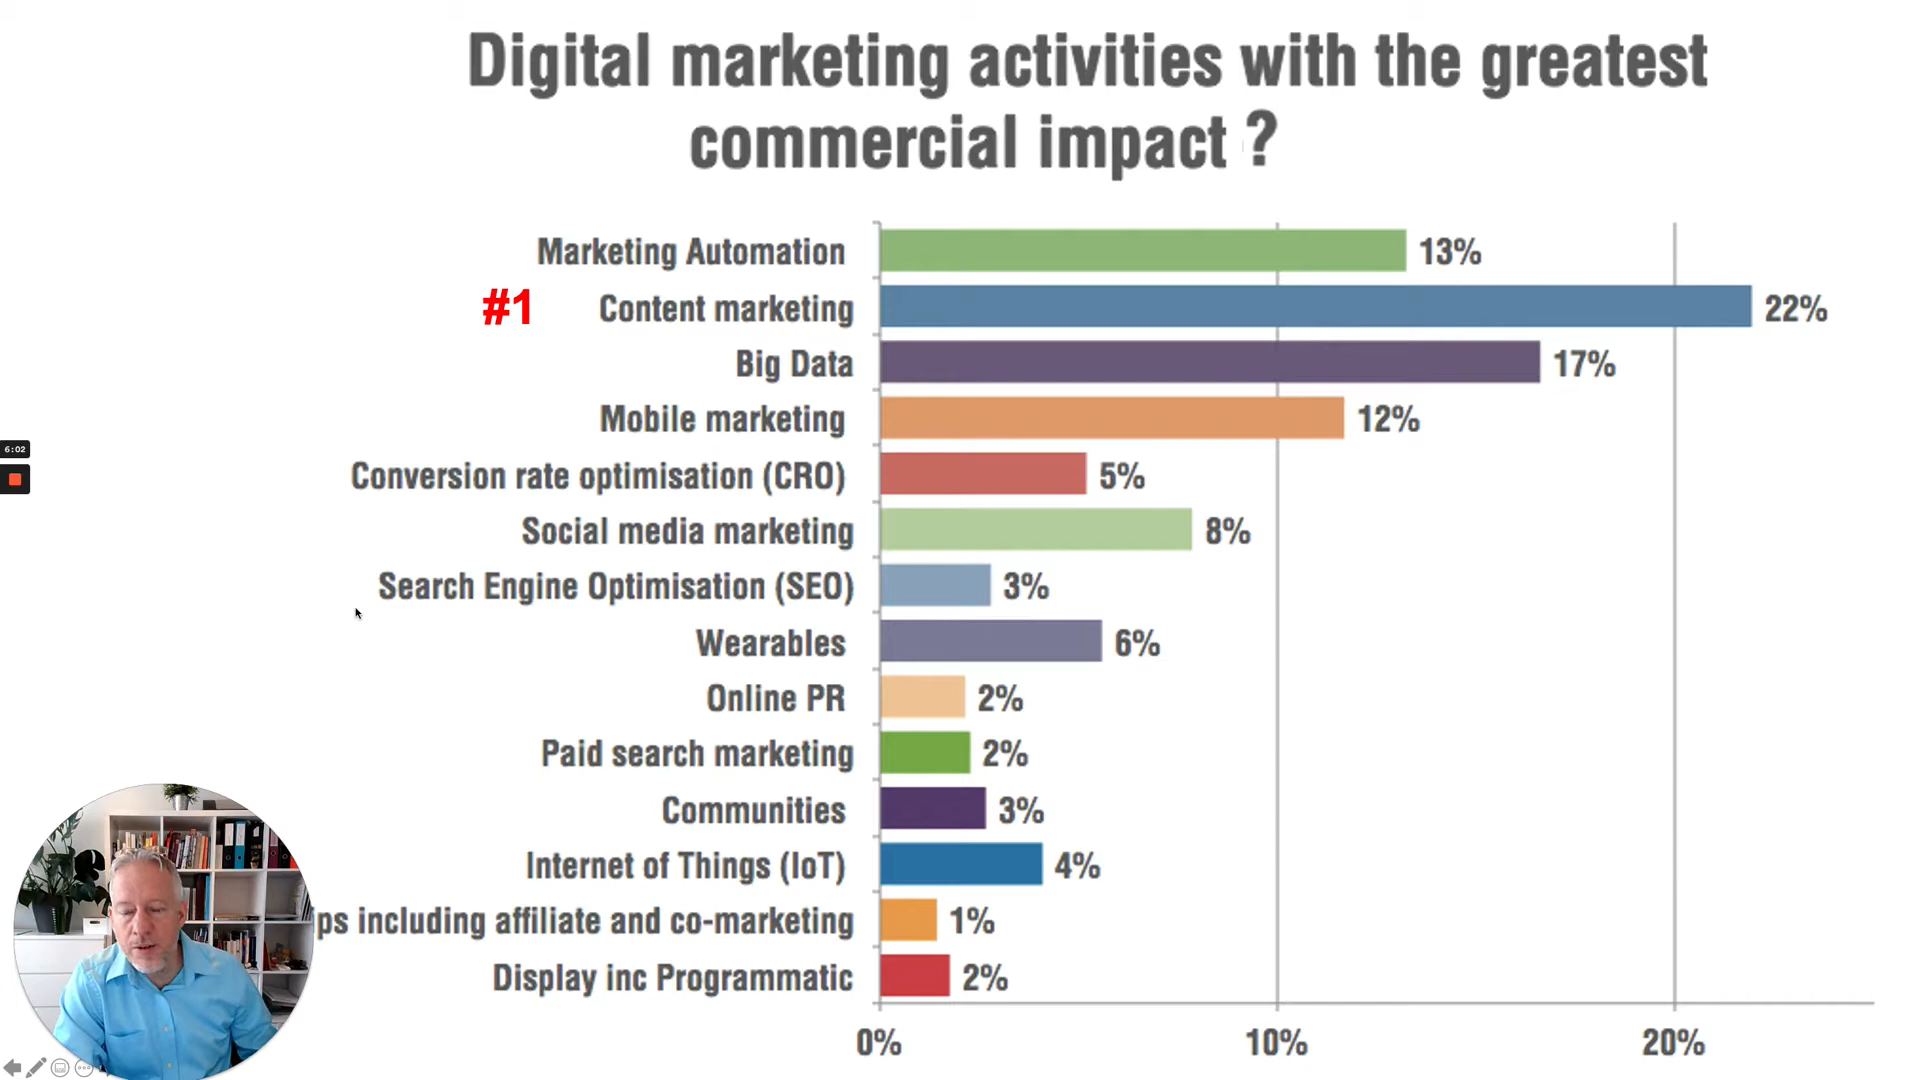 Digital marketing activities with the greatest
commercial impact ?
Marketing Automation 13%
#1 Content marketing 22%
Big Data 17%
Mobile marketing 12%
Conversion rate optimisation (CRO) 5%
6:02
Social media marketing 8%
Search Engine Optimisation (SEO) 3%
Wearables 6%
Online PR 2%
Paid search marketing 2%
Communities 3%
Internet of Things (IoT) 4%
ps including affiliate and co-marketing 1%
Display inc Programmatic 2%
0% 10% 20%